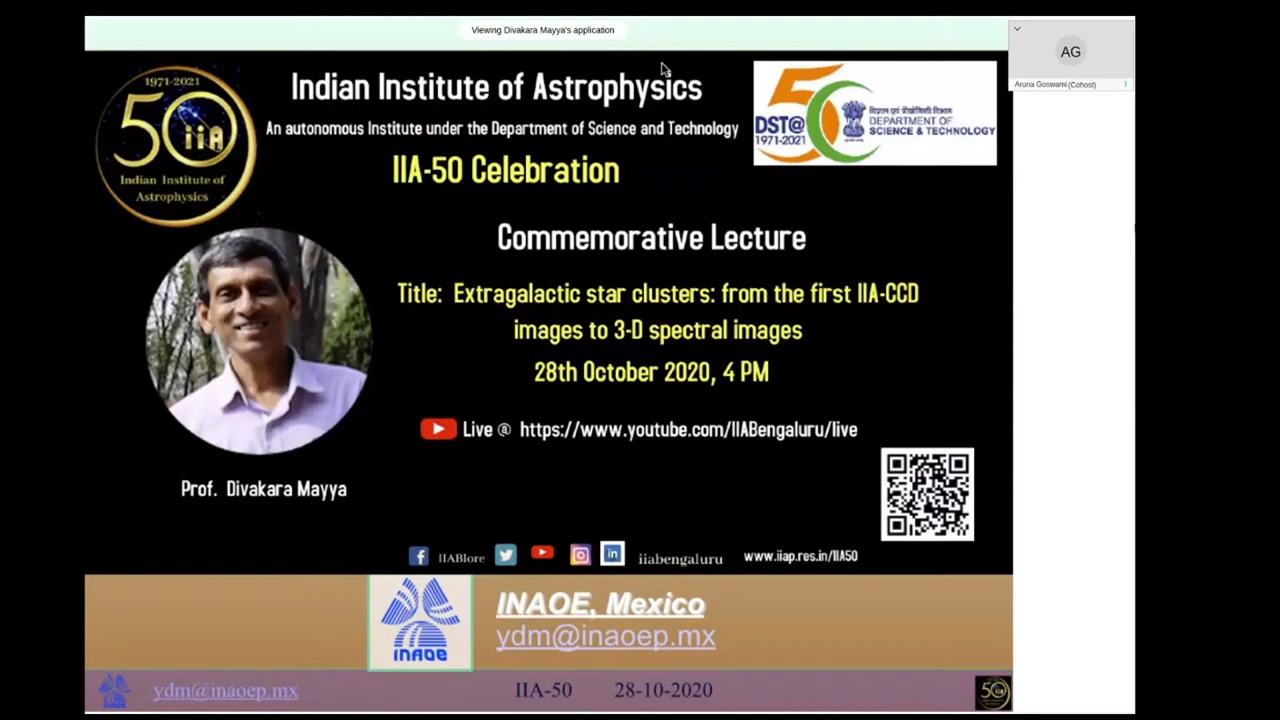 Viewing Divakara Mayya's application
AG
Aruna Goswami (Cohost)
1971-2021
50
iiA
Indian Institute of
Astrophysics
Indian Institute of Astrophysics
An autonomous Institute under the Department of Science and Technology
IIA-50 Celebration
50
DST@
1971-2021
विज्ञान एवं प्रौद्योगिकी विभाग
DEPARTMENT OF
SCIENCE & TECHNOLOGY
Commemorative Lecture
Title: Extragalactic star clusters: from the first IIA-CCD
images to 3-D spectral images
28th October 2020, 4 PM
Live @ https://www.youtube.com/IIABengaluru/live
Prof. Divakara Mayya
IIABlore
iiabengaluru
www.iiap.res.in/IIA50
INAOE
INAOE, Mexico
ydm@inaoep.mx
ydm@inaoep.mx
IIA-50 28-10-2020